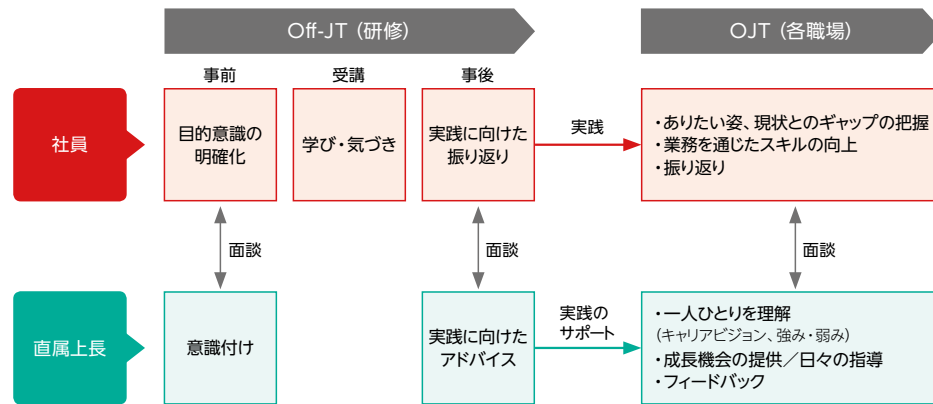 Off-JT (研修)
OJT (各職場)
事前
受講
事後
社員
目的意識の
明確化
学び・気づき
実践に向けた
振り返り
実践
・ありたい姿、現状とのギャップの把握
・業務を通じたスキルの向上
・振り返り
面談
面談
面談
直属上長
意識付け
実践に向けた
アドバイス
実践の
サポート
・一人ひとりを理解
(キャリアビジョン、強み・弱み)
・成長機会の提供／日々の指導
・フィードバック